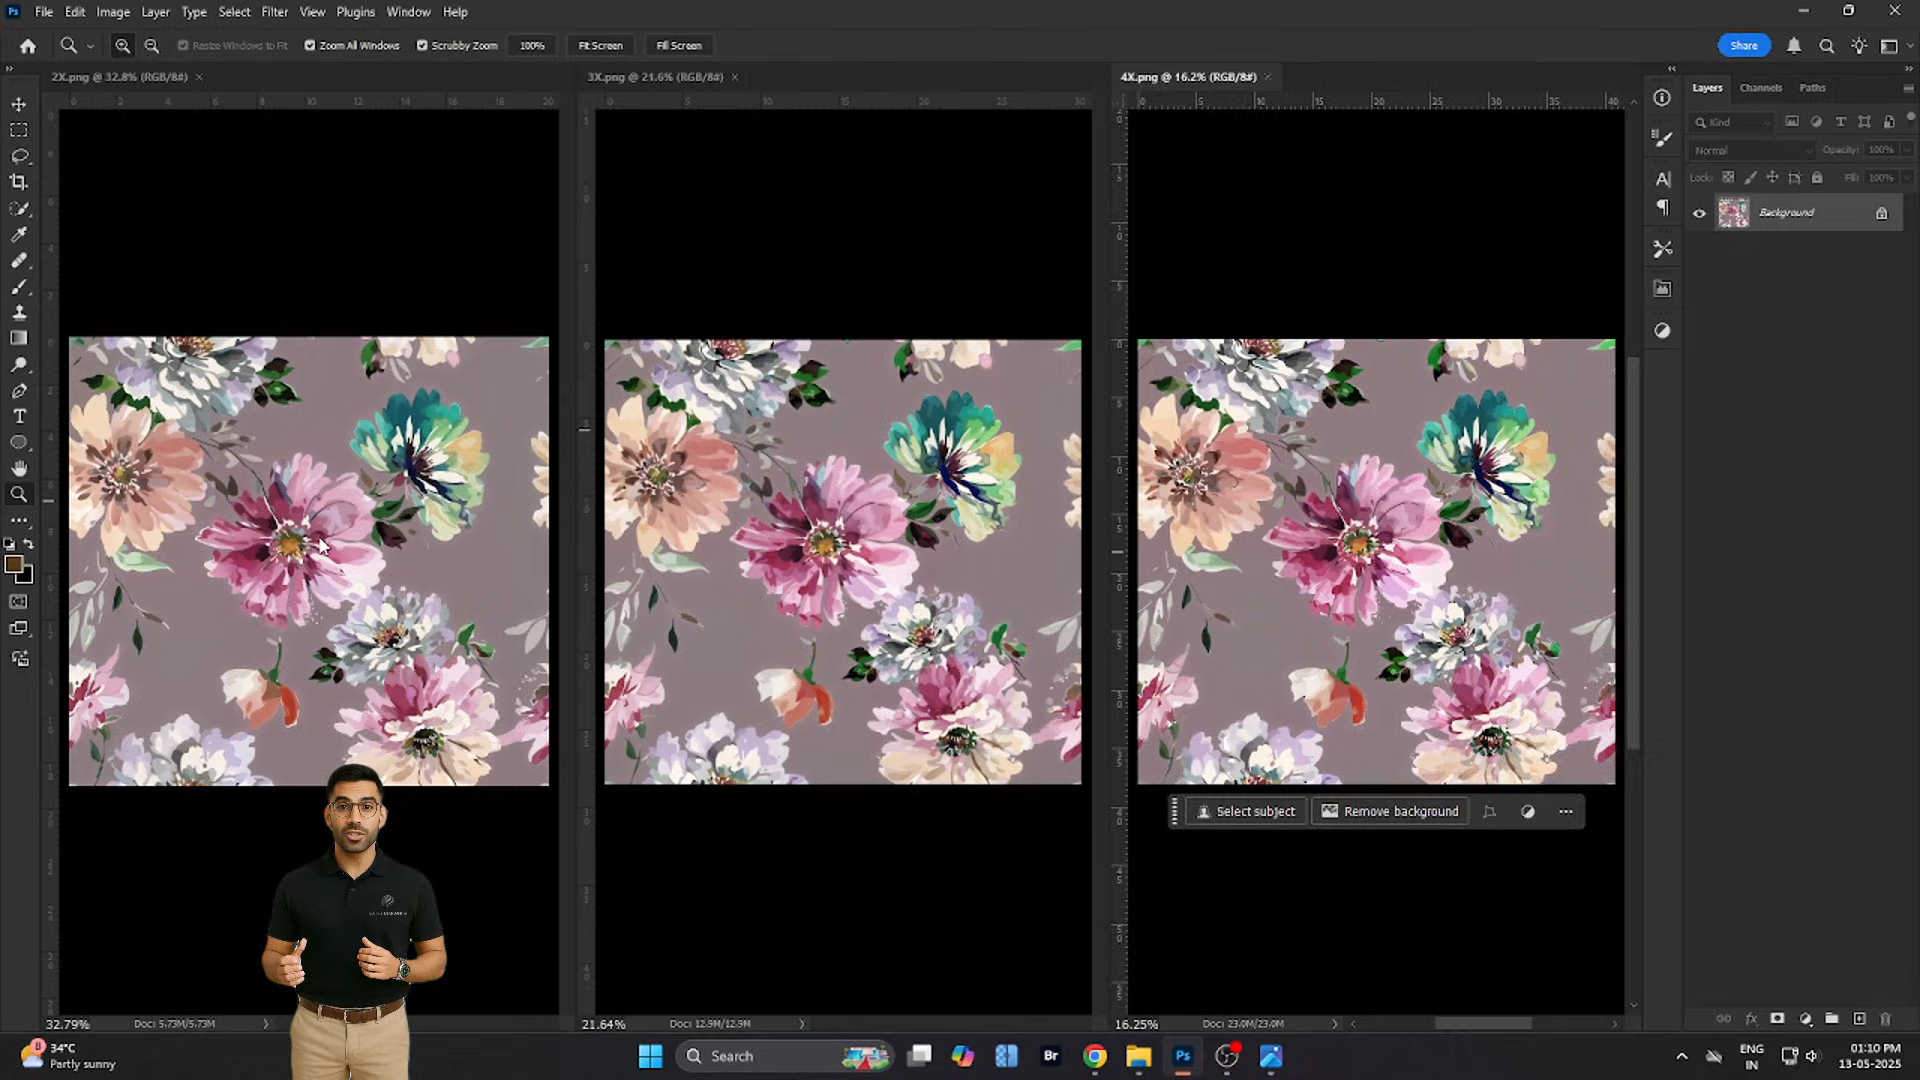 Ps File Edit Image Layer Type Select Filter View Plugins Window Help
Resize Windows to Fit Zoom All Windows Scrubby Zoom 100% Fit Screen Fill Screen Share
2X.png @ 32.8% (RGB/8#) × 3X.png @ 21.6% (RGB/8#) × 4X.png @ 16.2% (RGB/8#) ×
Layers Channels Paths
Kind
Normal Opacity: 100%
Lock: Fill: 100%
Background
Select subject Remove background
32.79% Doc: 5.73M/5.73M 21.64% Doc: 12.9M/12.9M 16.25% Doc: 23.0M/23.0M
34°C
Partly sunny
Search
Br
Ps
ENG
IN
01:10 PM
13-05-2025